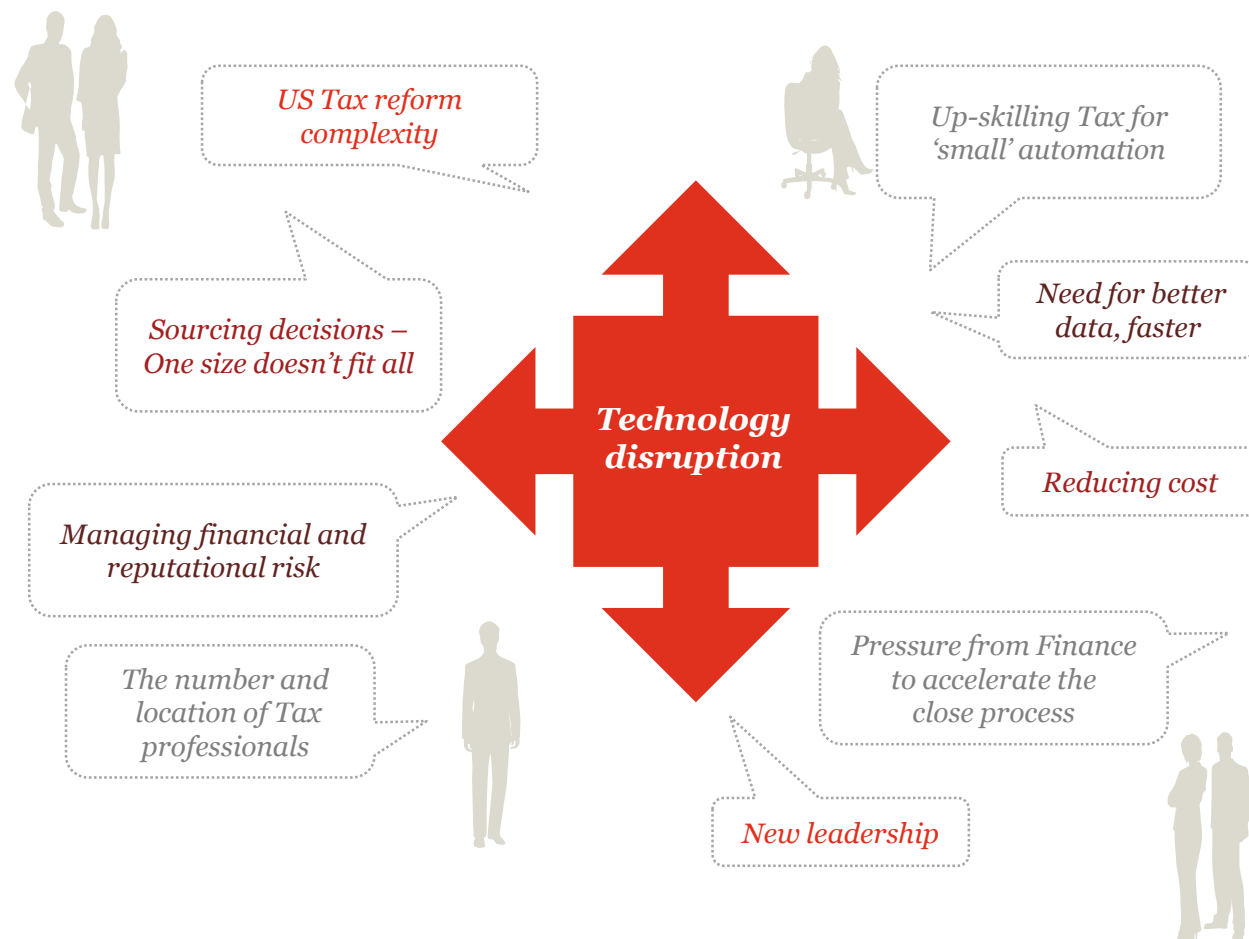 US Tax reform
complexity
Up-skilling Tax for
‘small’ automation
Sourcing decisions –
One size doesn’t fit all
Need for better
data, faster
Technology
disruption
Reducing cost
Managing financial and
reputational risk
The number and
location of Tax
professionals
Pressure from Finance
to accelerate the
close process
New leadership